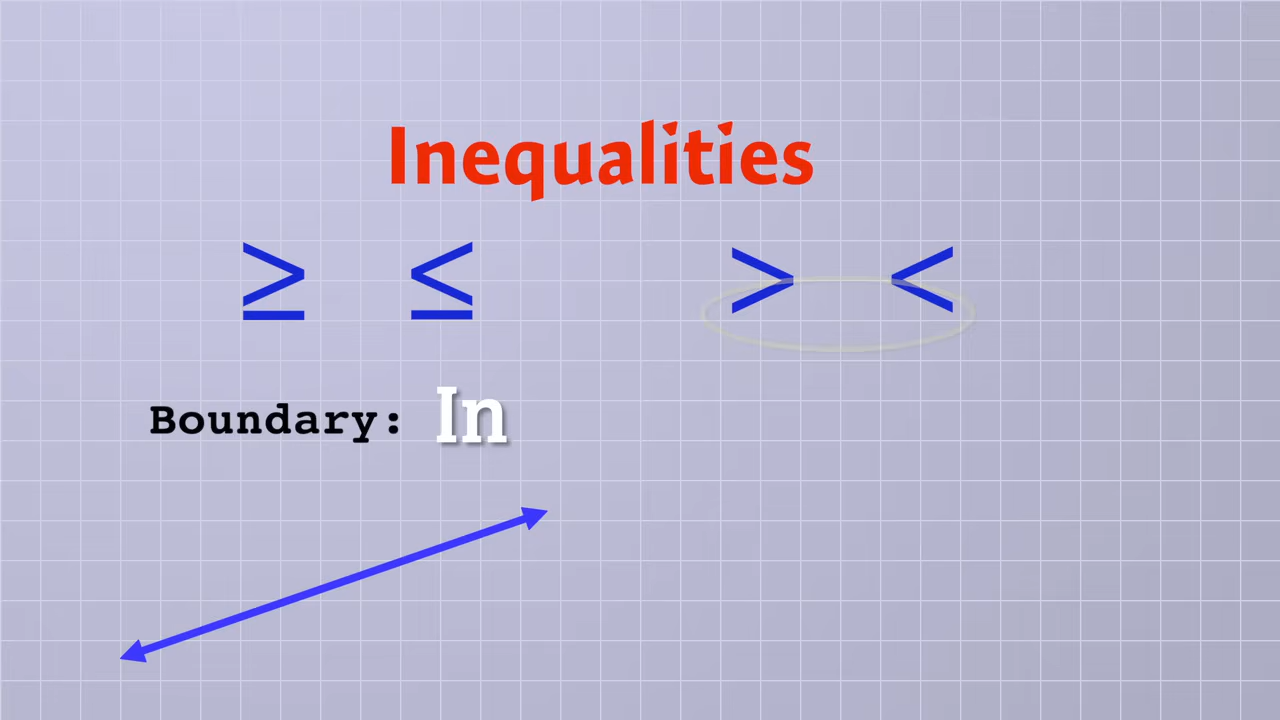 Inequalities
≥ ≤ > <
Boundary: In